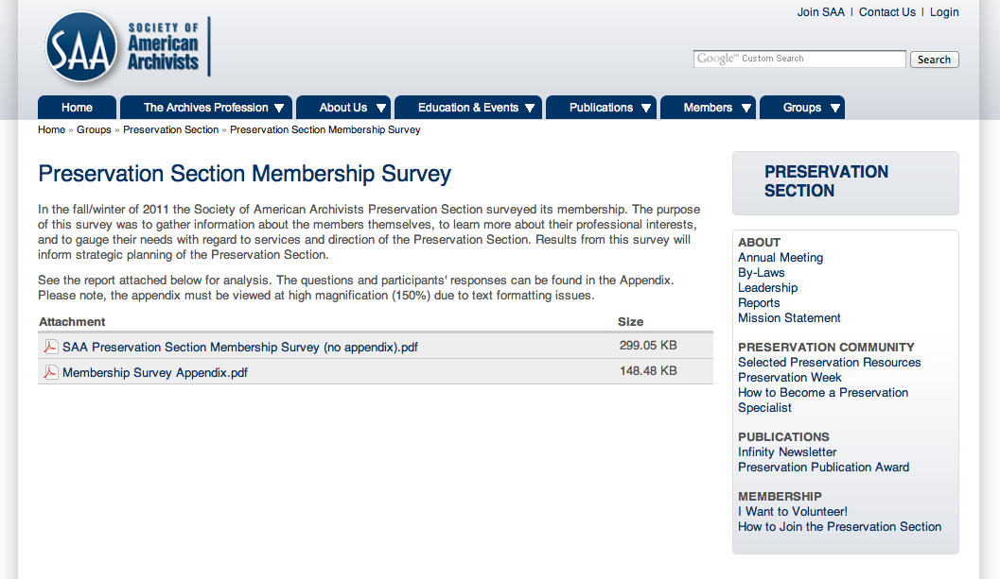 Join SAA | Contact Us | Login
SAA
SOCIETY OF
American
Archivists
Google™ Custom Search
Search
Home
The Archives Profession
About Us
Education & Events
Publications
Members
Groups
Home » Groups » Preservation Section » Preservation Section Membership Survey
Preservation Section Membership Survey
In the fall/winter of 2011 the Society of American Archivists Preservation Section surveyed its membership. The purpose
of this survey was to gather information about the members themselves, to learn more about their professional interests,
and to gauge their needs with regard to services and direction of the Preservation Section. Results from this survey will
inform strategic planning of the Preservation Section.
See the report attached below for analysis. The questions and participants' responses can be found in the Appendix.
Please note, the appendix must be viewed at high magnification (150%) due to text formatting issues.
Attachment Size
SAA Preservation Section Membership Survey (no appendix).pdf 299.05 KB
Membership Survey Appendix.pdf 148.48 KB
PRESERVATION
SECTION
ABOUT
Annual Meeting
By-Laws
Leadership
Reports
Mission Statement
PRESERVATION COMMUNITY
Selected Preservation Resources
Preservation Week
How to Become a Preservation
Specialist
PUBLICATIONS
Infinity Newsletter
Preservation Publication Award
MEMBERSHIP
I Want to Volunteer!
How to Join the Preservation Section